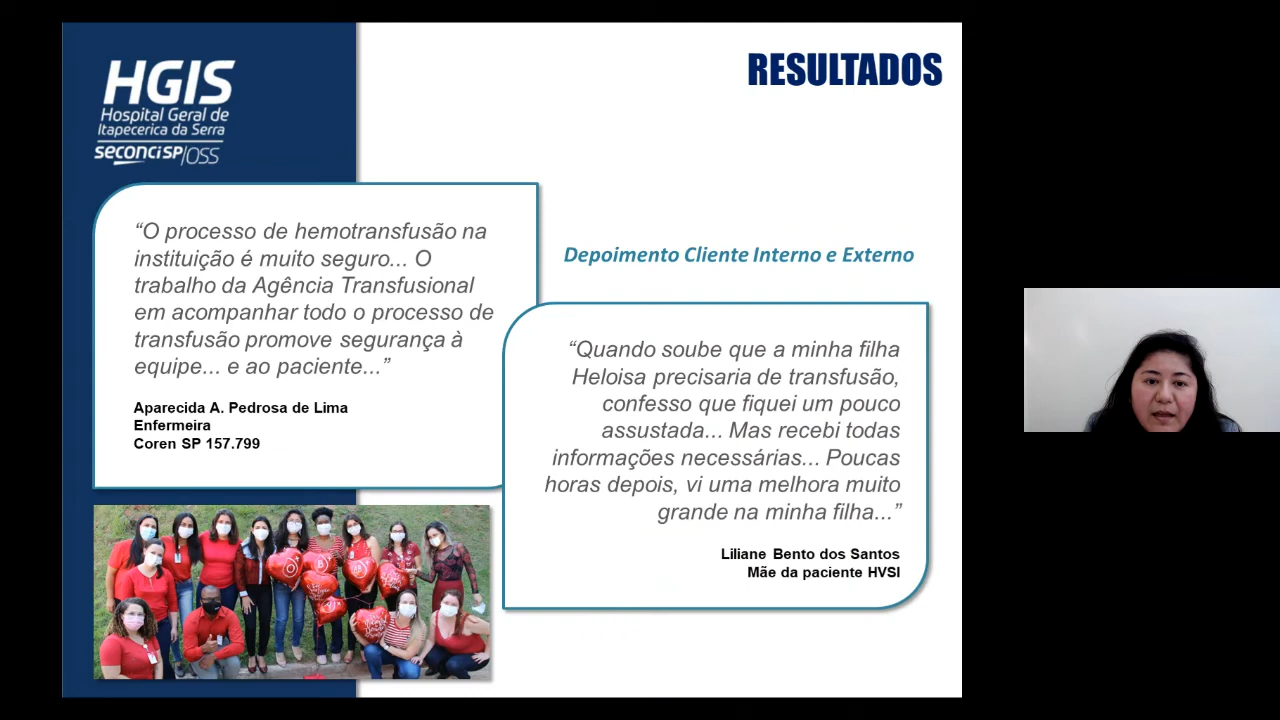 HGIS
Hospital Geral de
Itapecerica da Serra
seconciSP/OSS
RESULTADOS
“O processo de hemotransfusão na
instituição é muito seguro... O
trabalho da Agência Transfusional
em acompanhar todo o processo de
transfusão promove segurança à
equipe... e ao paciente...”
Aparecida A. Pedrosa de Lima
Enfermeira
Coren SP 157.799
Depoimento Cliente Interno e Externo
“Quando soube que a minha filha
Heloisa precisaria de transfusão,
confesso que fiquei um pouco
assustada... Mas recebi todas
informações necessárias... Poucas
horas depois, vi uma melhora muito
grande na minha filha...”
Liliane Bento dos Santos
Mãe da paciente HVSI